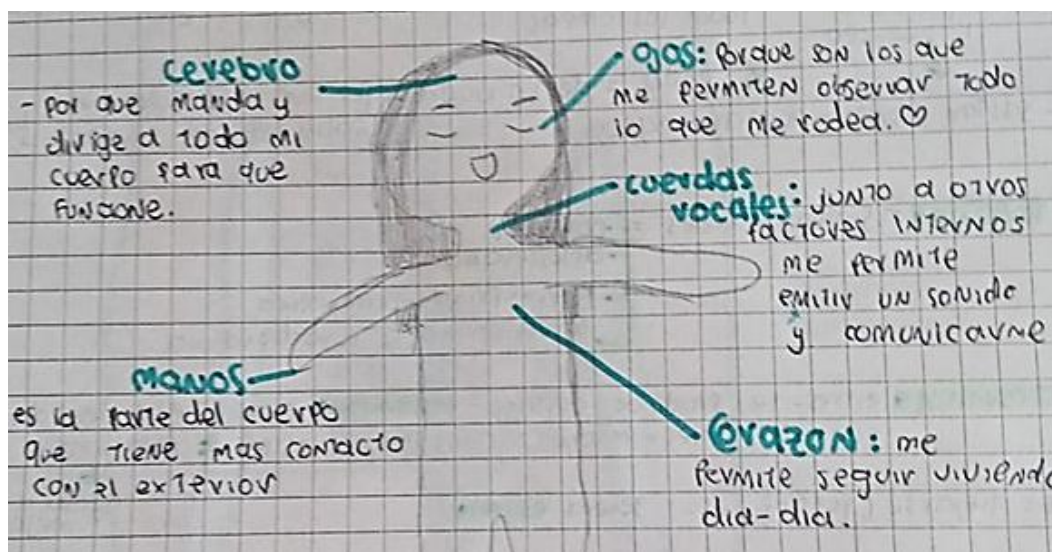 cerebro
- por que manda y
dirige a todo mi
cuerpo para que
funcione.
ojos: porque son los que
me permiten observar todo
lo que me rodea. ♡
cuerdas
vocales: junto a otros
factores internos
me permite
emitir un sonido
y comunicarme
manos
es la parte del cuerpo
que tiene mas contacto
con el exterior
Corazon: me
permite seguir viviendo
dia-dia.